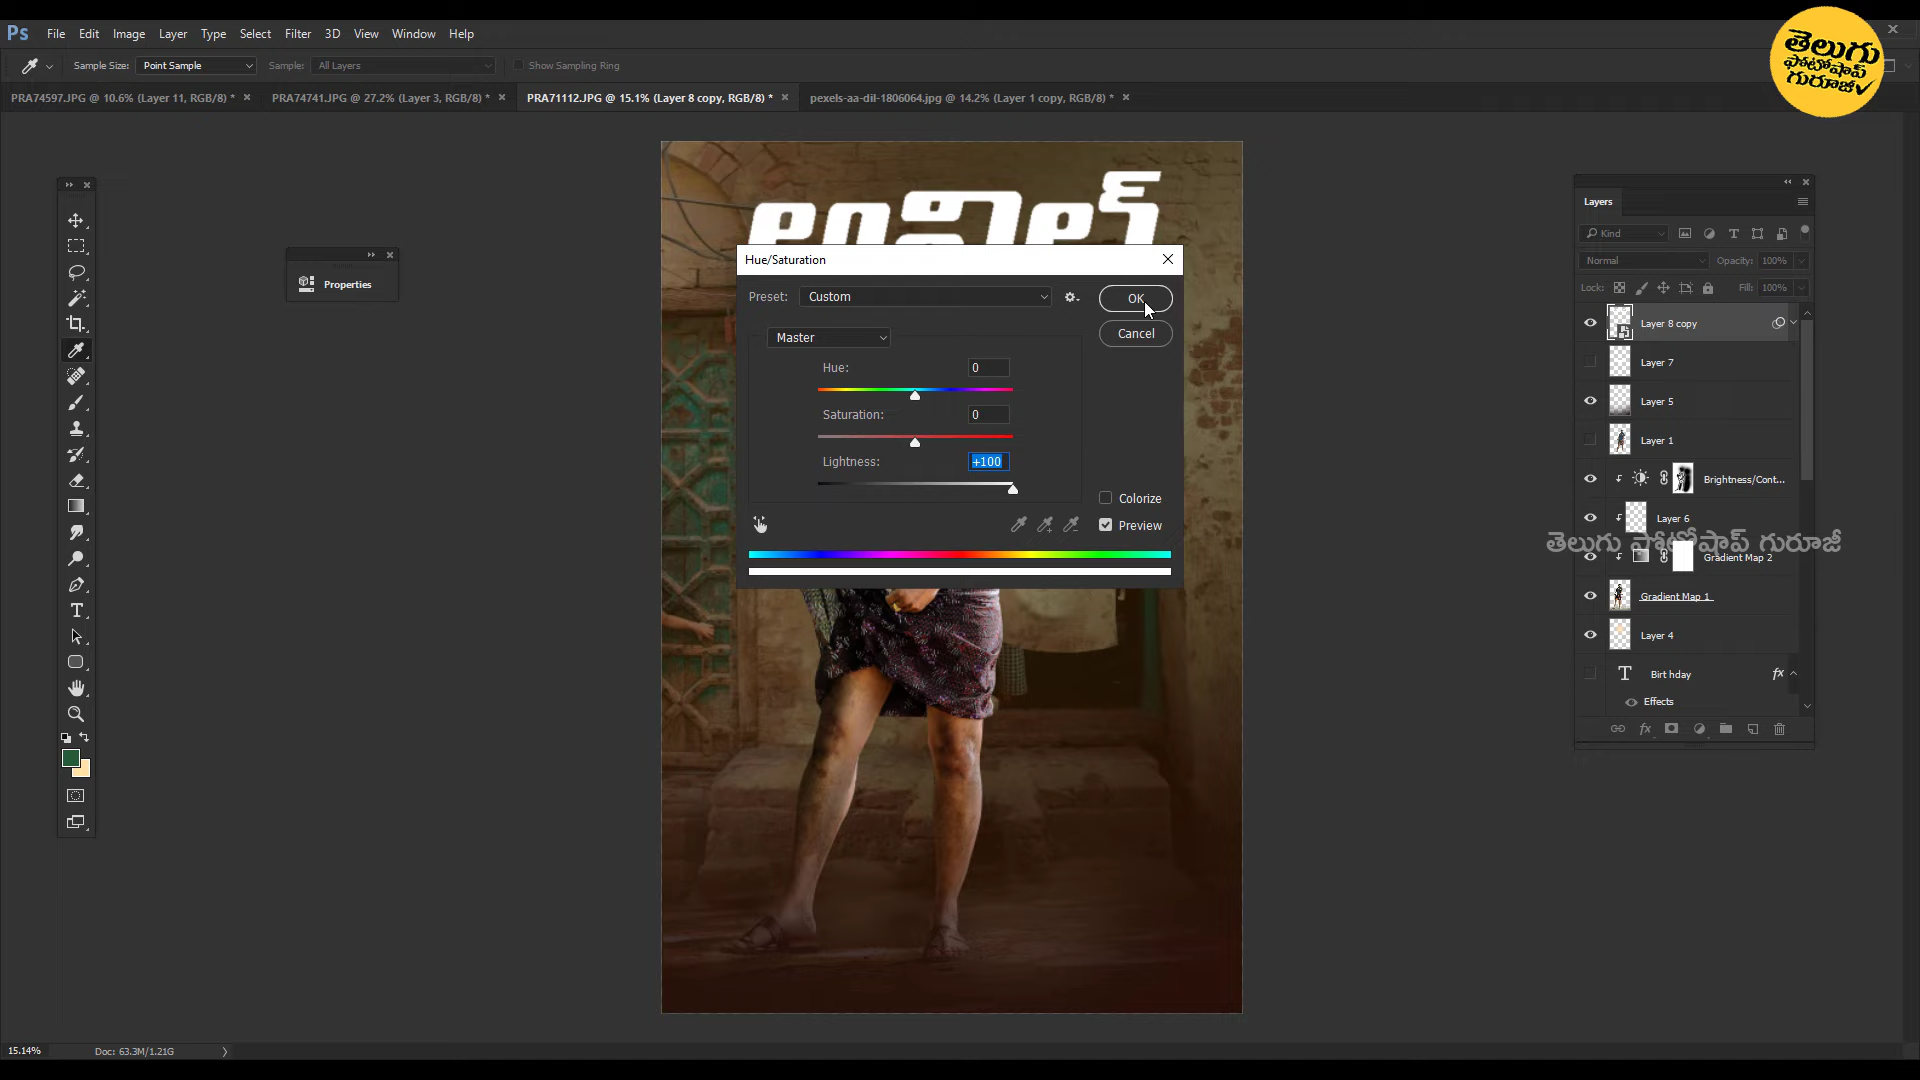 Ps File Edit Image Layer Type Select Filter 3D View Window Help
Sample Size: Point Sample Sample: All Layers Show Sampling Ring
తెలుగు
ఫోటోషాప్
గురూజీ
PRA74597.JPG @ 10.6% (Layer 11, RGB/8) * PRA74741.JPG @ 27.2% (Layer 3, RGB/8) * PRA71112.JPG @ 15.1% (Layer 8 copy, RGB/8) * pexels-aa-dil-1806064.jpg @ 14.2% (Layer 1 copy, RGB/8) *
Properties
Hue/Saturation
Preset: Custom
OK
Cancel
Master
Hue: 0
Saturation: 0
Lightness: +100
Colorize
Preview
Layers
Kind
Normal Opacity: 100%
Lock: Fill: 100%
Layer 8 copy
Layer 7
Layer 5
Layer 1
Brightness/Cont...
Layer 6
తెలుగు ఫోటోషాప్ గురూజీ
Gradient Map 2
Gradient Map 1
Layer 4
T Birt hday fx
Effects
15.14% Doc: 63.3M/1.21G